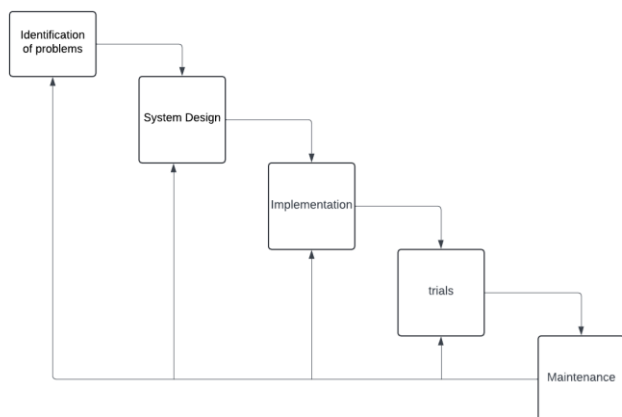 Identification
of problems
System Design
Implementation
trials
Maintenance